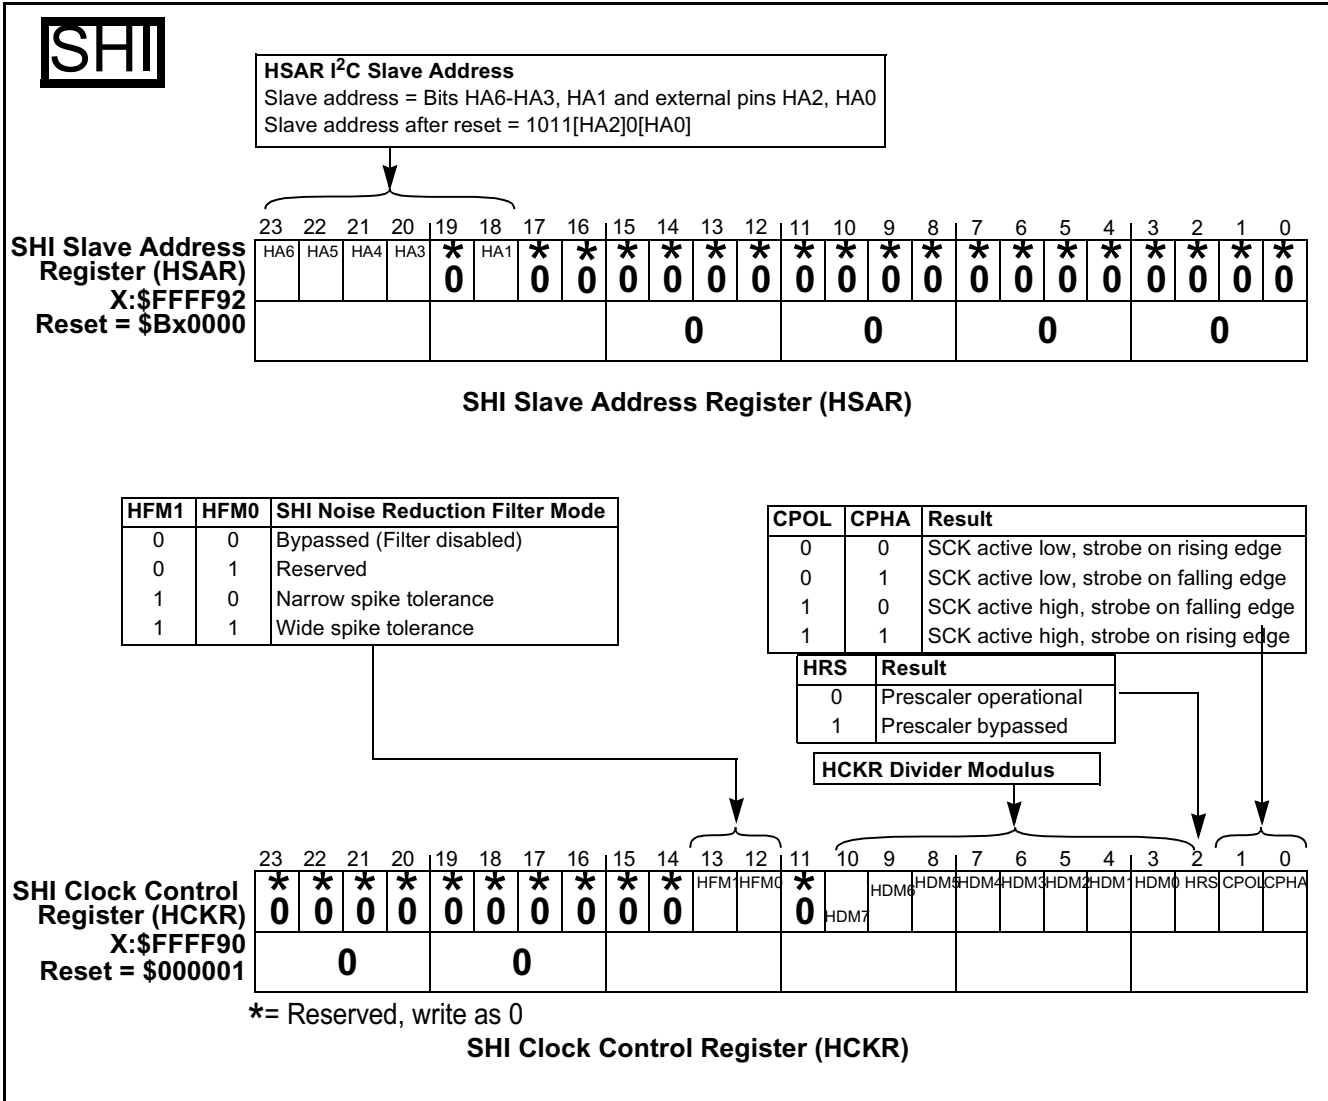 SHI
HSAR I²C Slave Address
Slave address = Bits HA6-HA3, HA1 and external pins HA2, HA0
Slave address after reset = 1011[HA2]0[HA0]
23 22 21 20 19 18 17 16 15 14 13 12 11 10 9 8 7 6 5 4 3 2 1 0
SHI Slave Address
Register (HSAR)
X:$FFFF92
Reset = $Bx0000
HA6 HA5 HA4 HA3 * HA1 * * * * * * * * * * * * * * * * * *
0 0 0 0 0 0 0 0 0 0 0 0 0 0 0 0 0 0 0
0 0 0 0
SHI Slave Address Register (HSAR)
HFM1 HFM0 SHI Noise Reduction Filter Mode
0 0 Bypassed (Filter disabled)
0 1 Reserved
1 0 Narrow spike tolerance
1 1 Wide spike tolerance
CPOL CPHA Result
0 0 SCK active low, strobe on rising edge
0 1 SCK active low, strobe on falling edge
1 0 SCK active high, strobe on falling edge
1 1 SCK active high, strobe on rising edge
HRS Result
0 Prescaler operational
1 Prescaler bypassed
HCKR Divider Modulus
23 22 21 20 19 18 17 16 15 14 13 12 11 10 9 8 7 6 5 4 3 2 1 0
SHI Clock Control
Register (HCKR)
X:$FFFF90
Reset = $000001
* * * * * * * * * * HFM1 HFM0 * HDM7 HDM6 HDM5 HDM4 HDM3 HDM2 HDM1 HDM0 HRS CPOL CPHA
0 0 0 0 0 0 0 0 0 0 0
0 0
*= Reserved, write as 0
SHI Clock Control Register (HCKR)